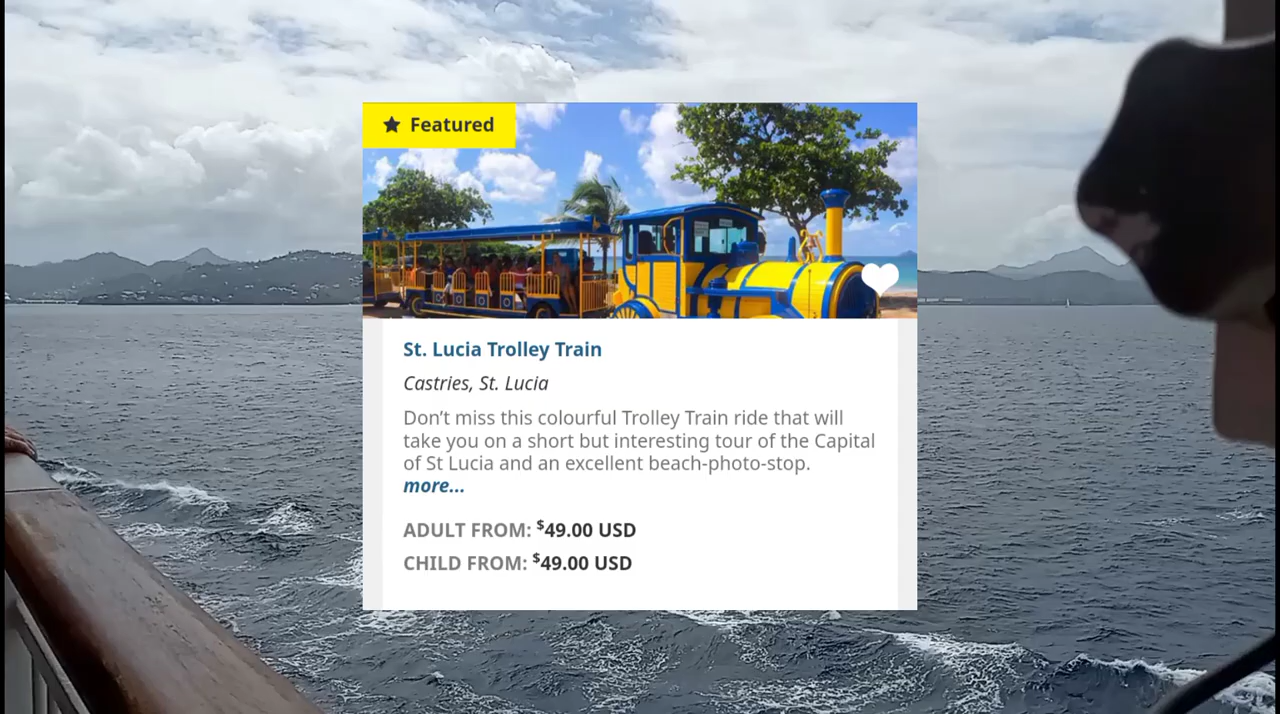 Featured
St. Lucia Trolley Train
Castries, St. Lucia
Don’t miss this colourful Trolley Train ride that will
take you on a short but interesting tour of the Capital
of St Lucia and an excellent beach-photo-stop.
more...
ADULT FROM: $49.00 USD
CHILD FROM: $49.00 USD